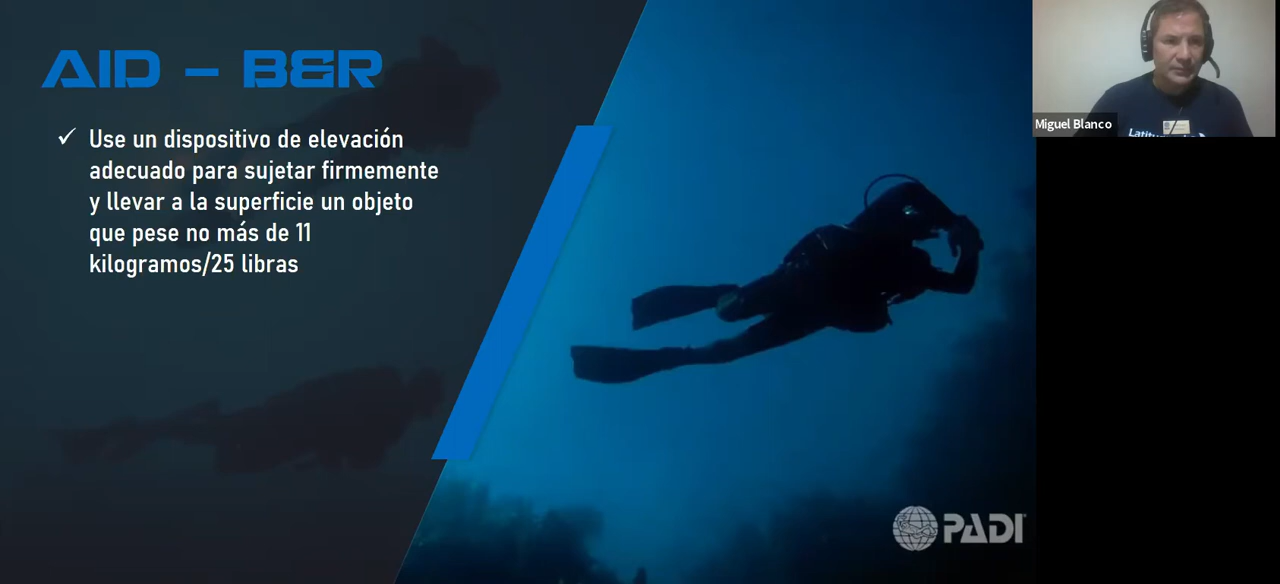 AID - B&R
✓ Use un dispositivo de elevación
adecuado para sujetar firmemente
y llevar a la superficie un objeto
que pese no más de 11
kilogramos/25 libras
Miguel Blanco
PADI